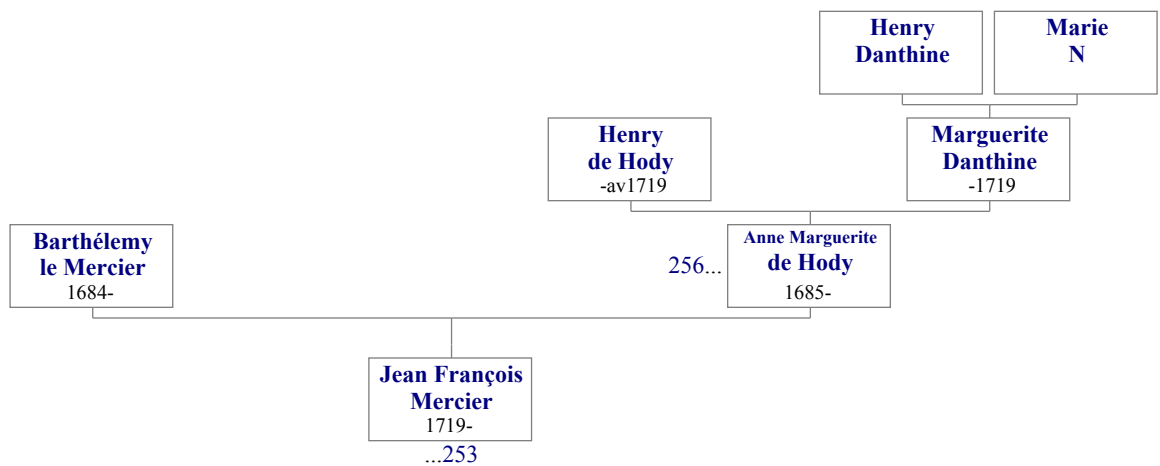 Henry
Danthine
Marie
N
Henry
de Hody
-av1719
Marguerite
Danthine
-1719
Barthélemy
le Mercier
1684-
256...
Anne Marguerite
de Hody
1685-
Jean François
Mercier
1719-
...253